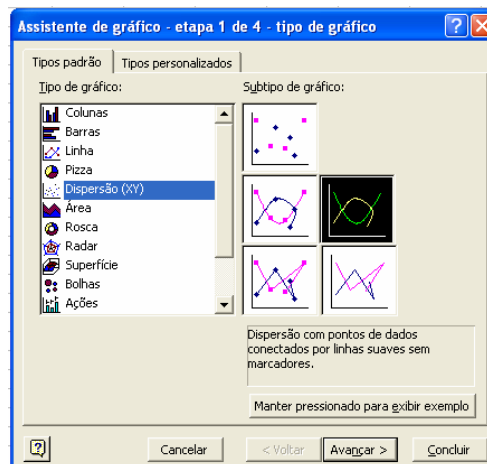 Assistente de gráfico - etapa 1 de 4 - tipo de gráfico
Tipos padrão Tipos personalizados
Tipo de gráfico:
Colunas
Barras
Linha
Pizza
Dispersão (XY)
Área
Rosca
Radar
Superfície
Bolhas
Ações
Subtipo de gráfico:
Dispersão com pontos de dados
conectados por linhas suaves sem
marcadores.
Manter pressionado para exibir exemplo
Cancelar < Voltar Avançar > Concluir